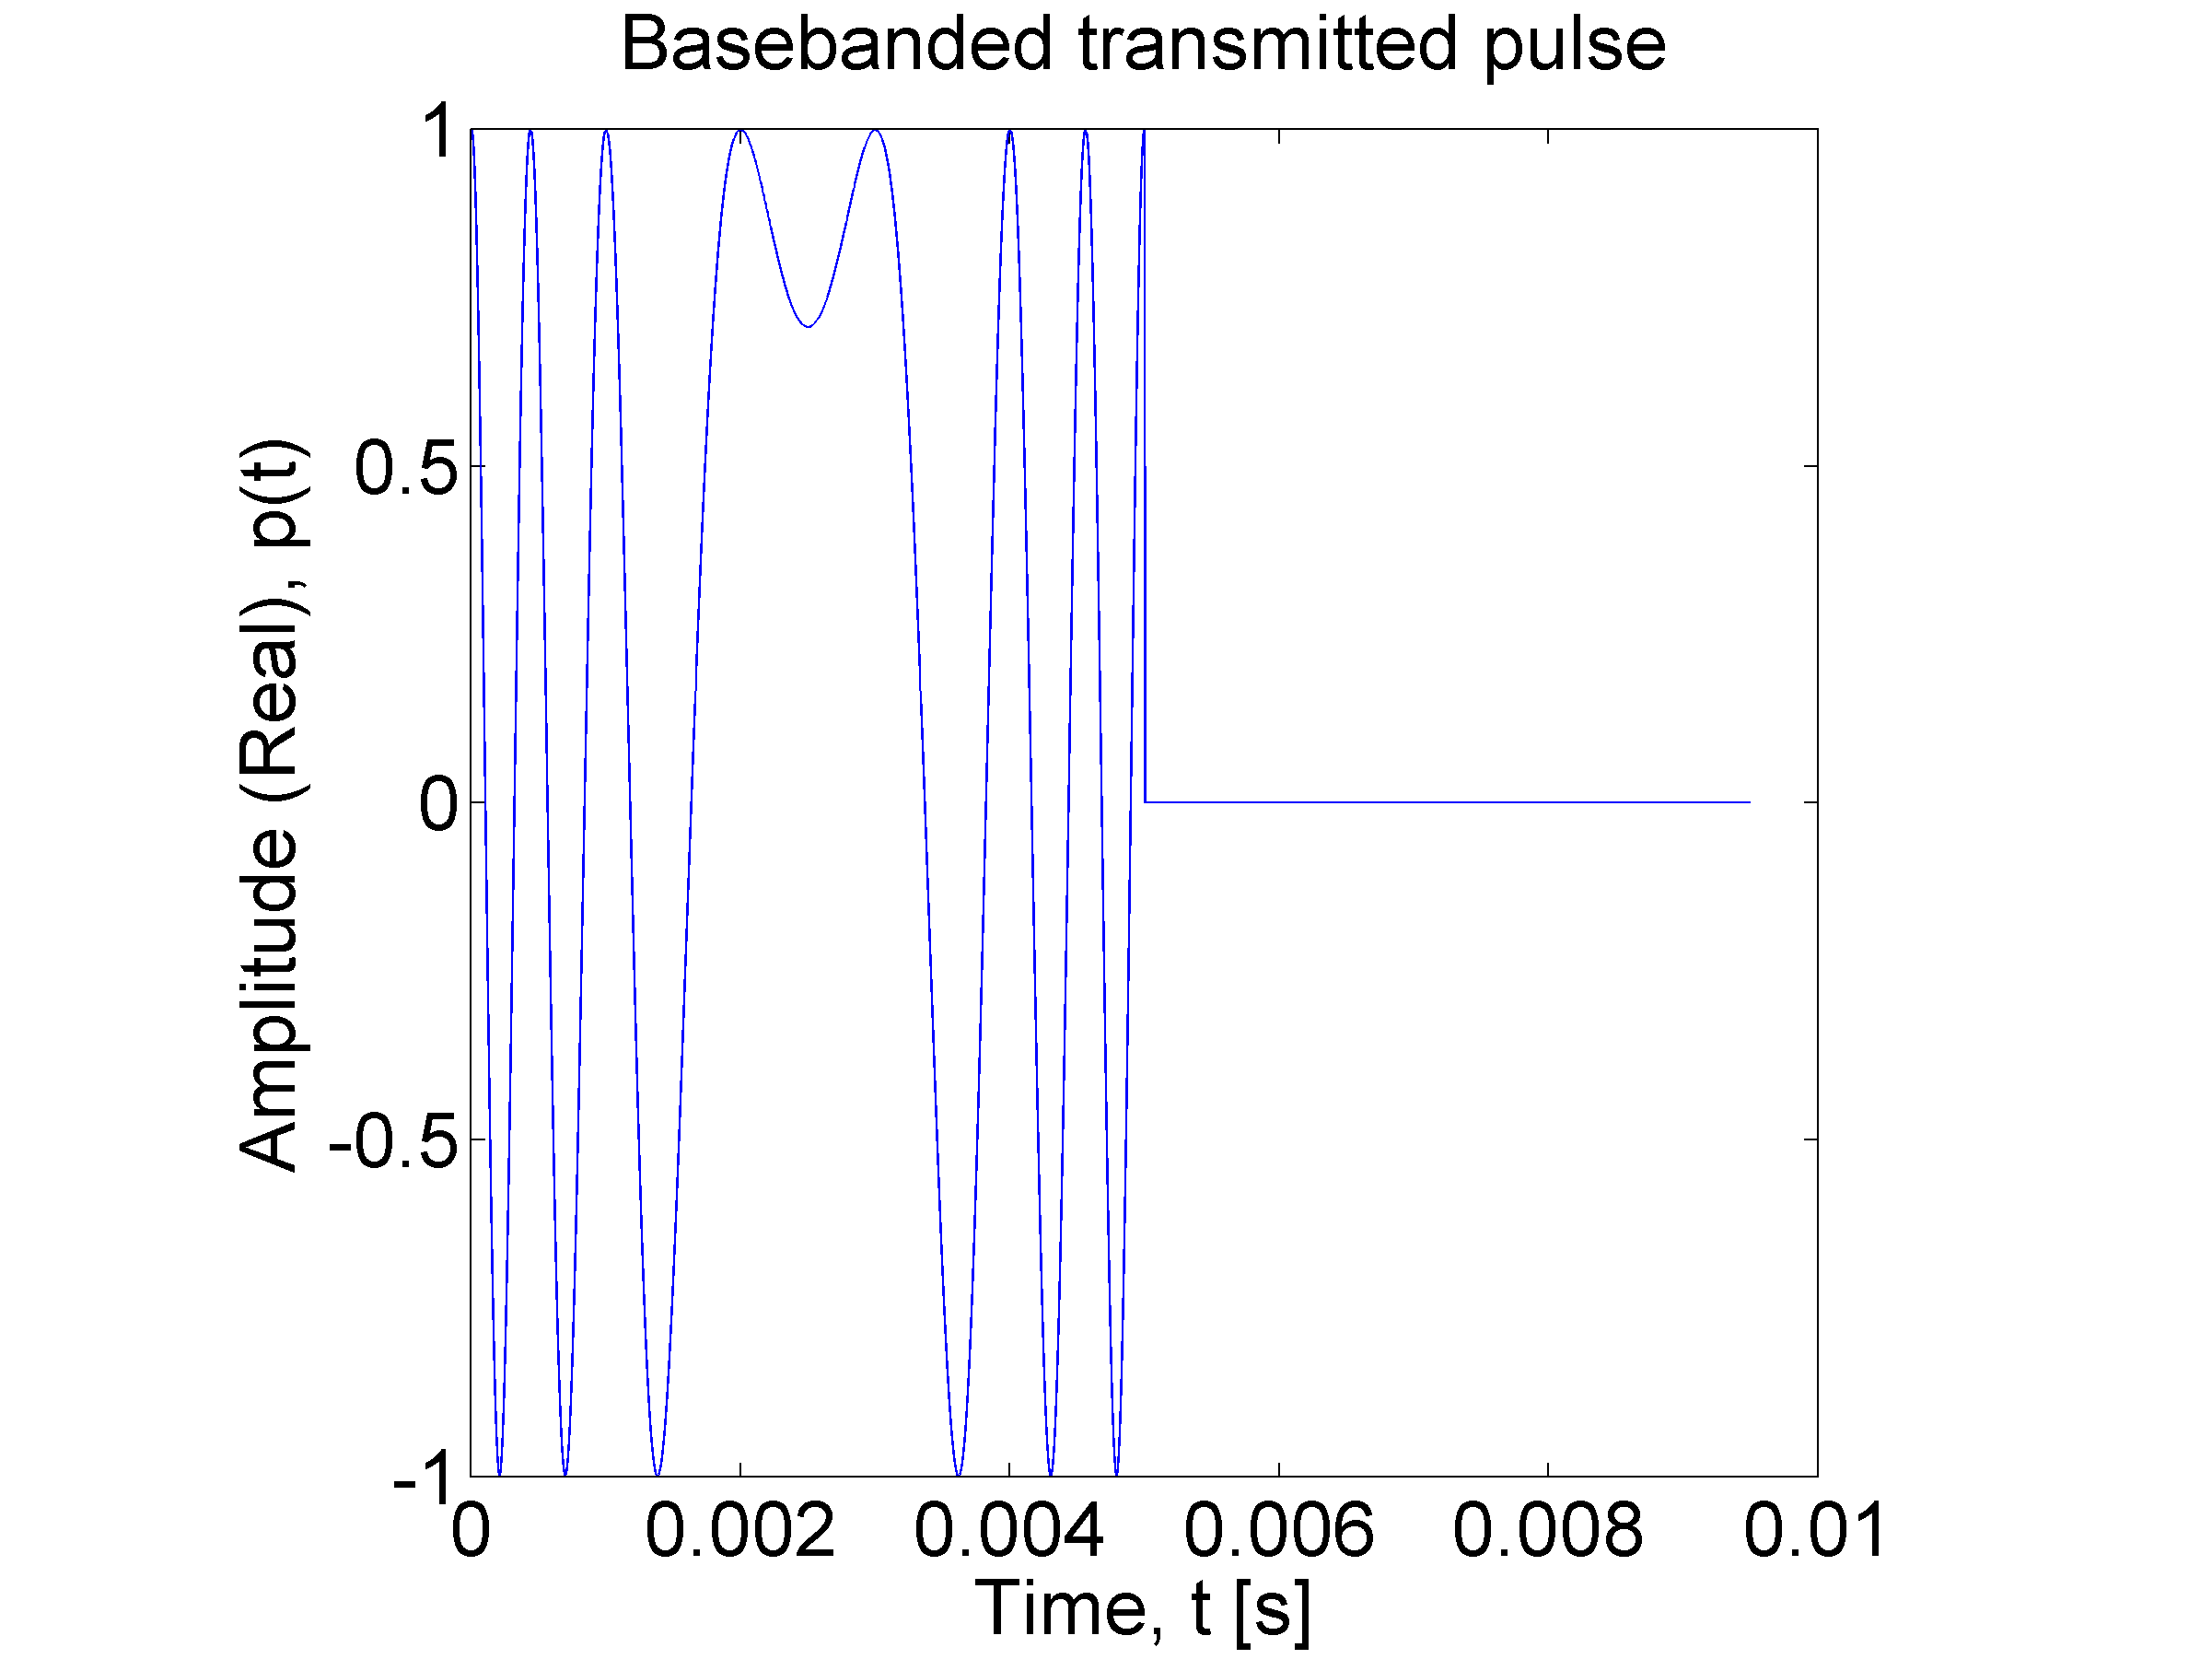 Basebanded transmitted pulse
1
0.5
0
-0.5
-1
Amplitude (Real), p(t)
0 0.002 0.004 0.006 0.008 0.01
Time, t [s]